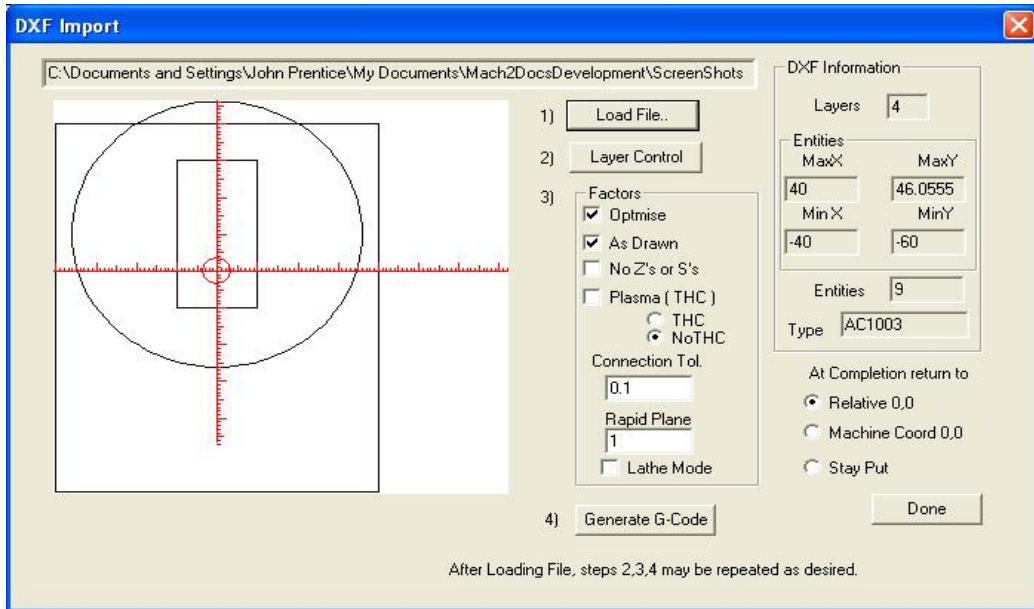 DXF Import
C:\Documents and Settings\John Prentice\My Documents\Mach2DocsDevelopment\ScreenShots
1) Load File..
2) Layer Control
3) Factors
Optmise
As Drawn
No Z's or S's
Plasma ( THC )
THC
NoTHC
Connection Tol.
0.1
Rapid Plane
1
Lathe Mode
4) Generate G-Code
DXF Information
Layers 4
Entities
MaxX MaxY
40 46.0555
Min X MinY
-40 -60
Entities 9
Type AC1003
At Completion return to
Relative 0,0
Machine Coord 0,0
Stay Put
Done
After Loading File, steps 2,3,4 may be repeated as desired.